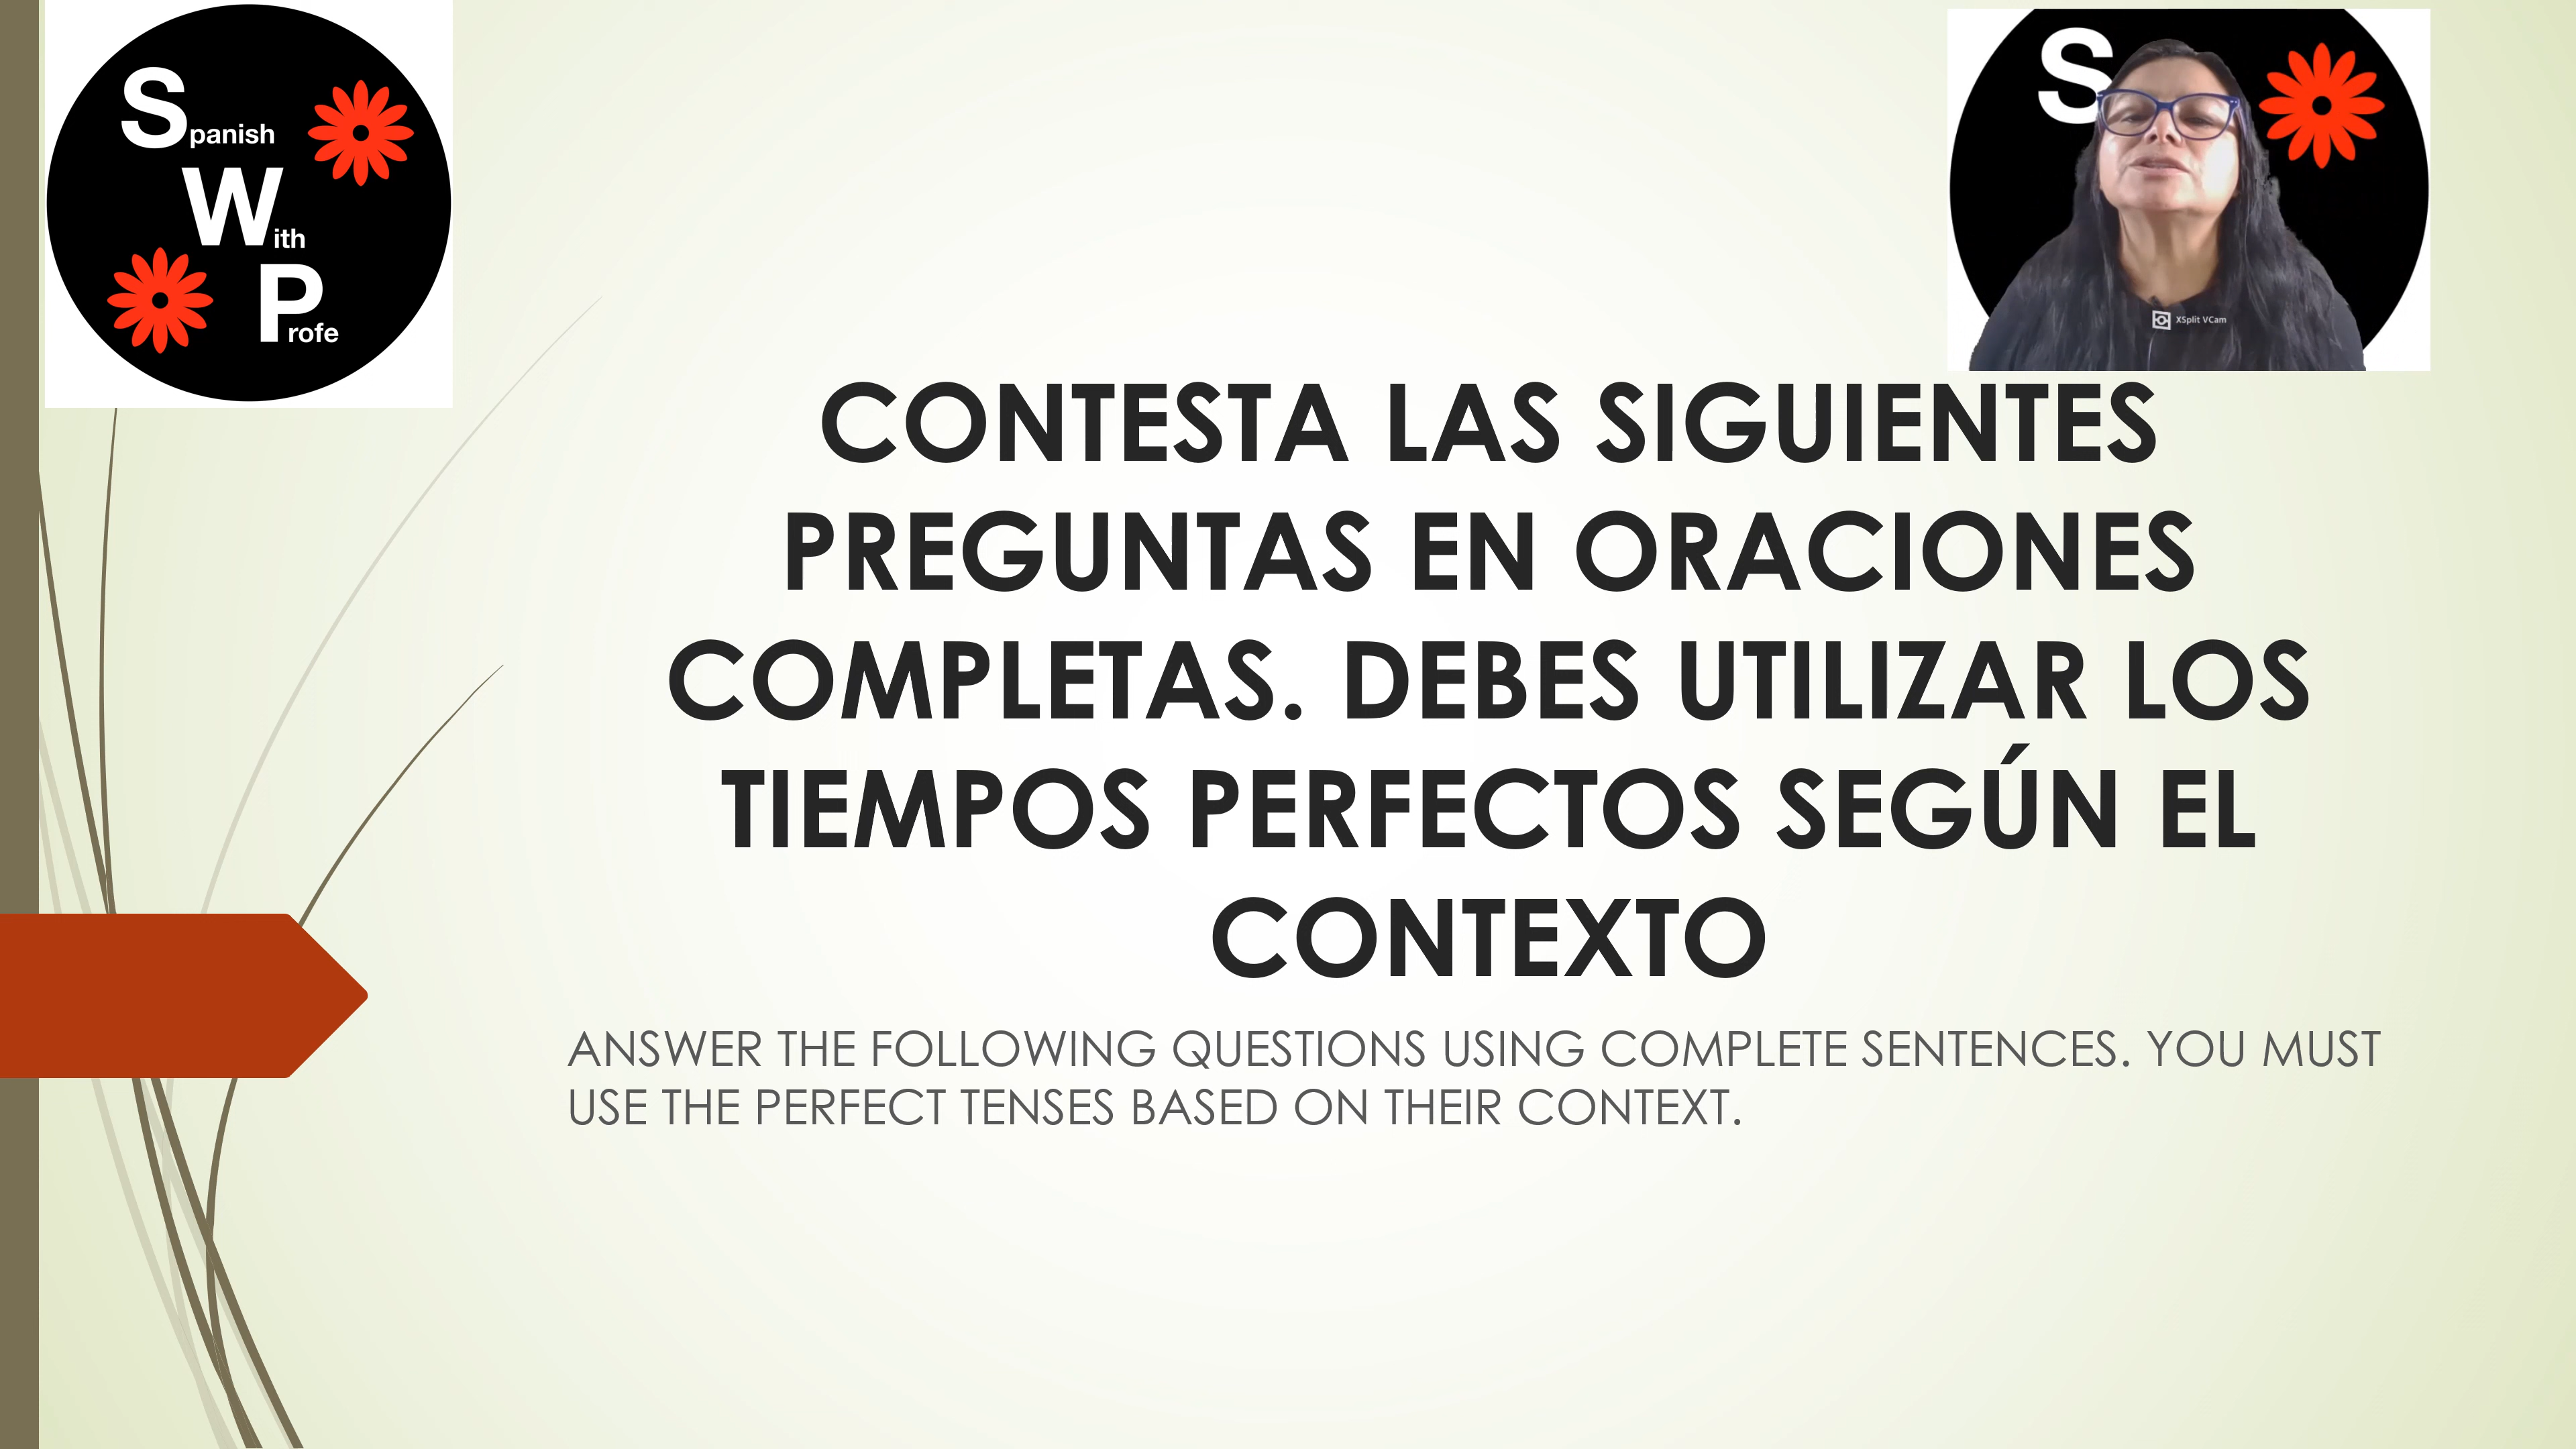 Spanish
With
Profe
S
XSplit VCam
CONTESTA LAS SIGUIENTES
PREGUNTAS EN ORACIONES
COMPLETAS. DEBES UTILIZAR LOS
TIEMPOS PERFECTOS SEGÚN EL
CONTEXTO
ANSWER THE FOLLOWING QUESTIONS USING COMPLETE SENTENCES. YOU MUST
USE THE PERFECT TENSES BASED ON THEIR CONTEXT.